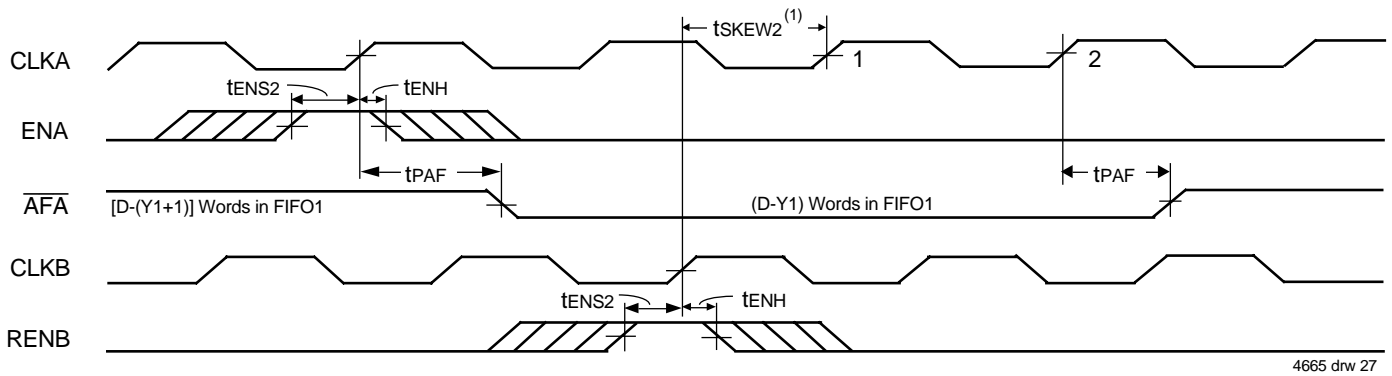 tSKEW2 (1)
CLKA
1
2
tENS2
tENH
ENA
tPAF
tPAF
AFA
[D-(Y1+1)] Words in FIFO1
(D-Y1) Words in FIFO1
CLKB
tENS2
tENH
RENB
4665 drw 27